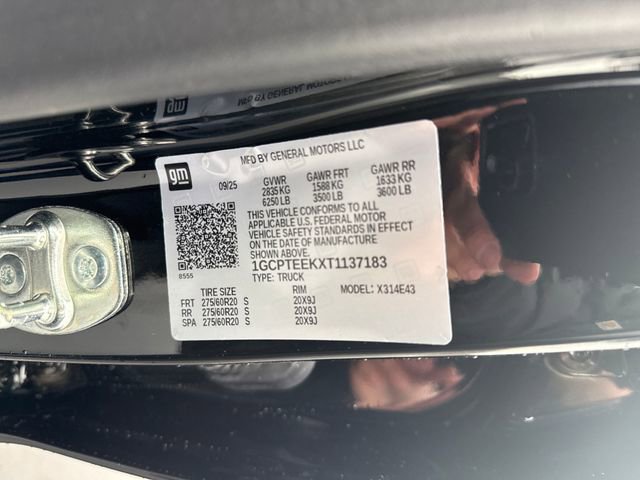 MFD BY GENERAL MOTORS LLC
gm
09/25
GVWR GAWR FRT GAWR RR
2835 KG 1588 KG 1633 KG
6250 LB 3500 LB 3600 LB
THIS VEHICLE CONFORMS TO ALL
APPLICABLE U.S. FEDERAL MOTOR
VEHICLE SAFETY STANDARDS IN EFFECT
ON THE DATE OF MANUFACTURE
SHOWN ABOVE.
8555
1GCPTEEKXT1137183
TYPE: TRUCK
TIRE SIZE RIM MODEL: X314E43
FRT 275/60R20 S 20X9J
RR 275/60R20 S 20X9J
SPA 275/60R20 S 20X9J